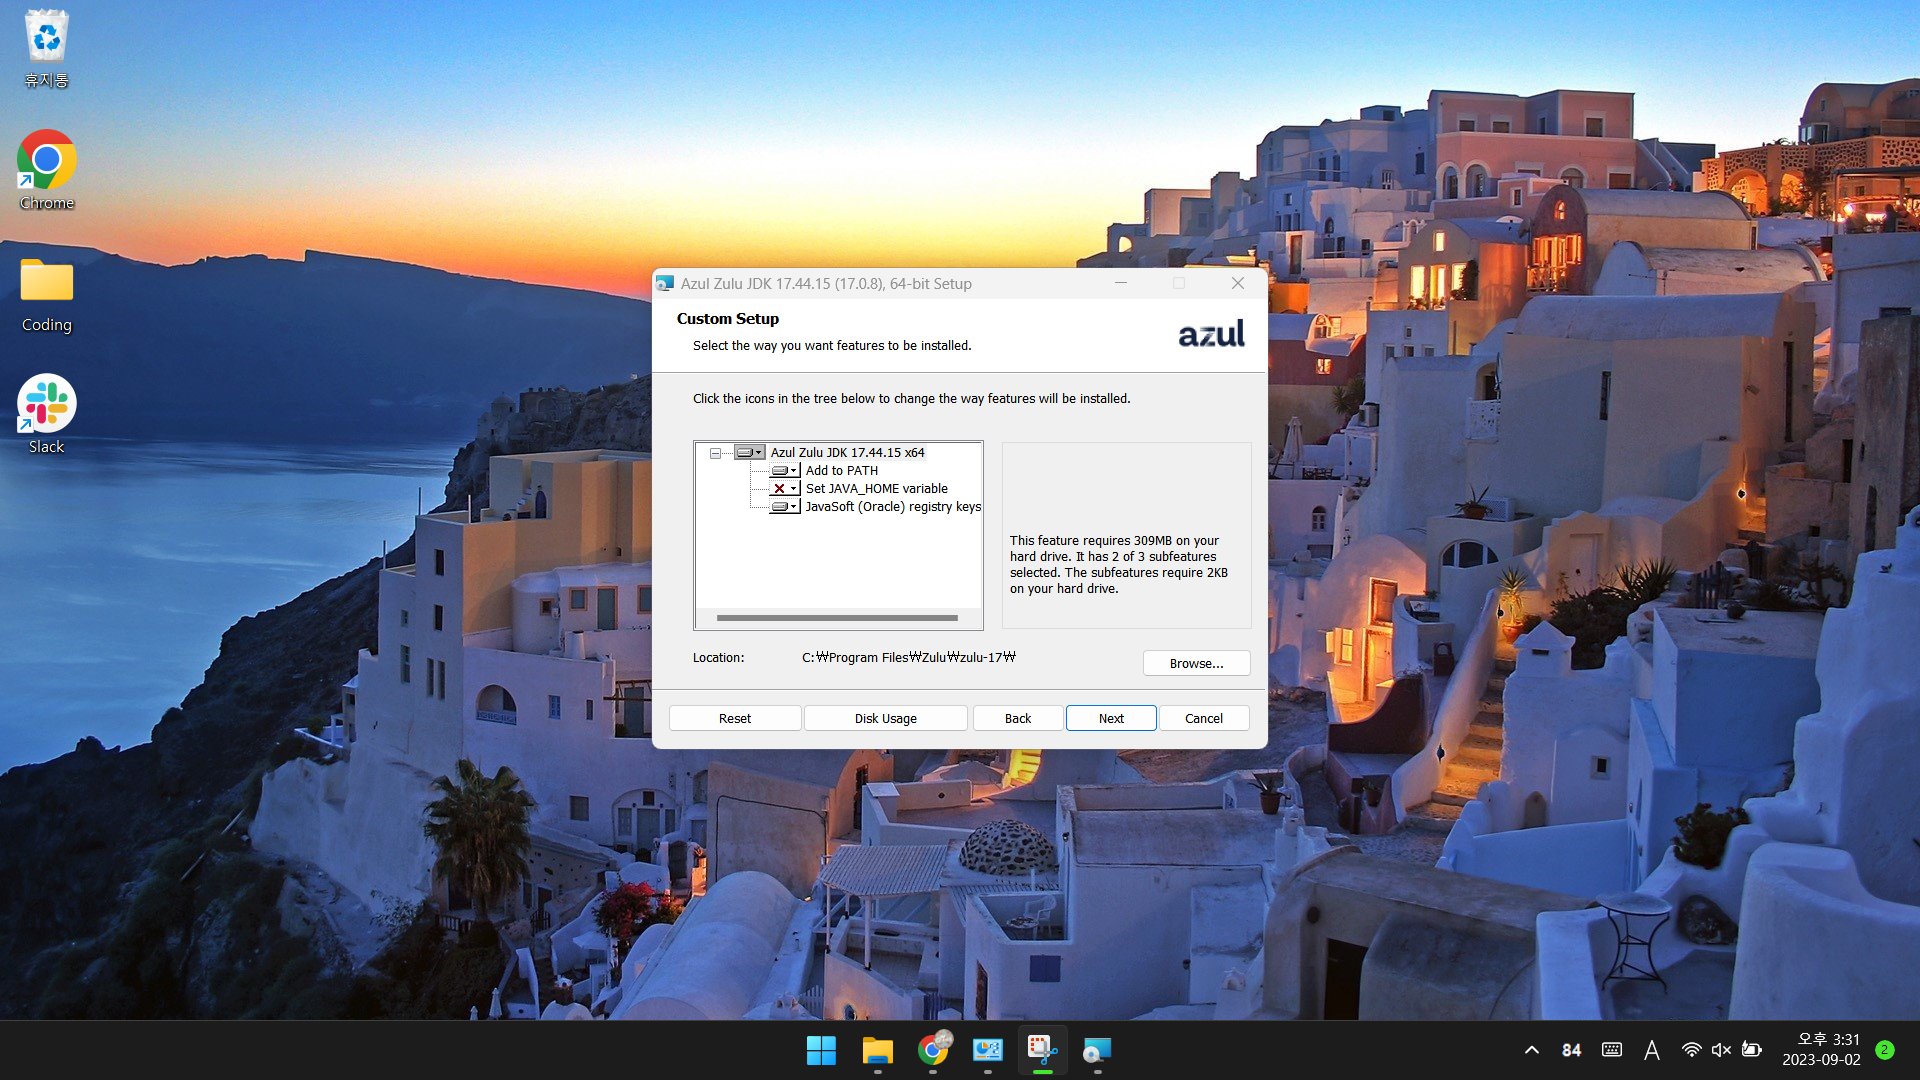 휴지통
Chrome
Coding
Slack
Azul Zulu JDK 17.44.15 (17.0.8), 64-bit Setup
Custom Setup
Select the way you want features to be installed.
azul
Click the icons in the tree below to change the way features will be installed.
Azul Zulu JDK 17.44.15 x64
Add to PATH
Set JAVA_HOME variable
JavaSoft (Oracle) registry keys
This feature requires 309MB on your
hard drive. It has 2 of 3 subfeatures
selected. The subfeatures require 2KB
on your hard drive.
Location: C:₩Program Files₩Zulu₩zulu-17₩
Browse...
Reset Disk Usage Back Next Cancel
84 A 오후 3:31
2023-09-02 2